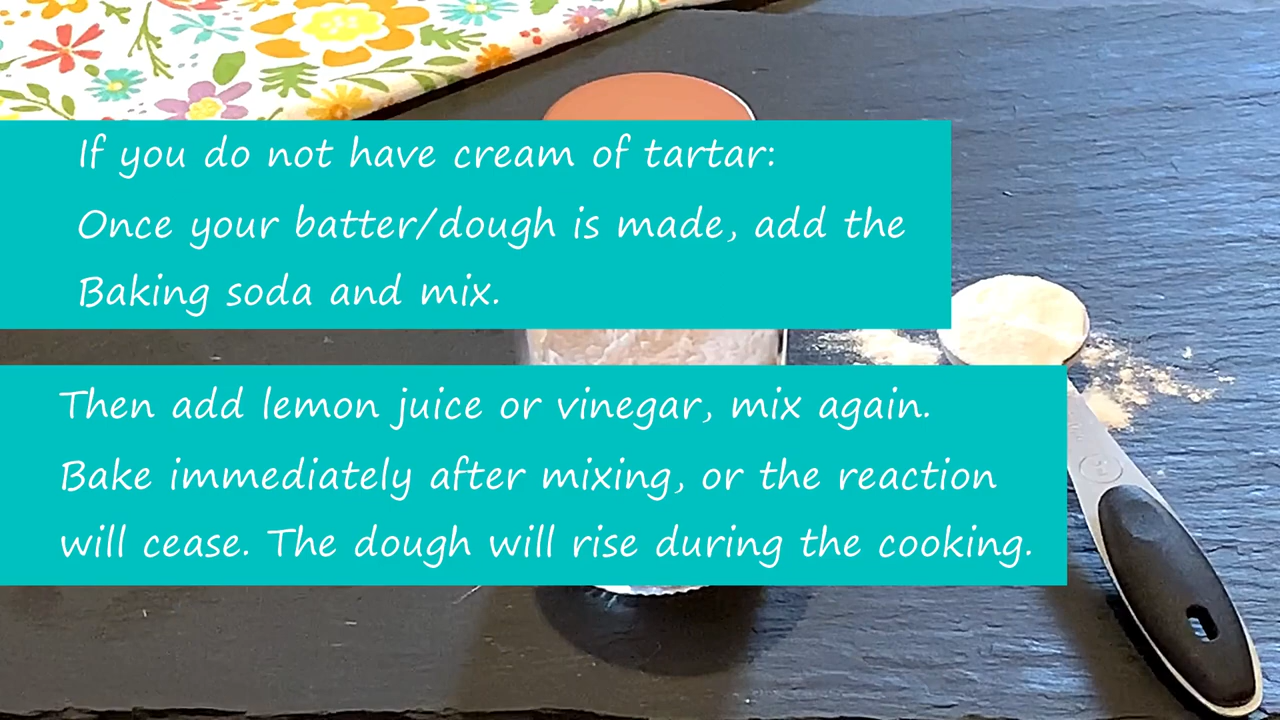 If you do not have cream of tartar:
Once your batter/dough is made, add the
Baking soda and mix.
Then add lemon juice or vinegar, mix again.
Bake immediately after mixing, or the reaction
will cease. The dough will rise during the cooking.